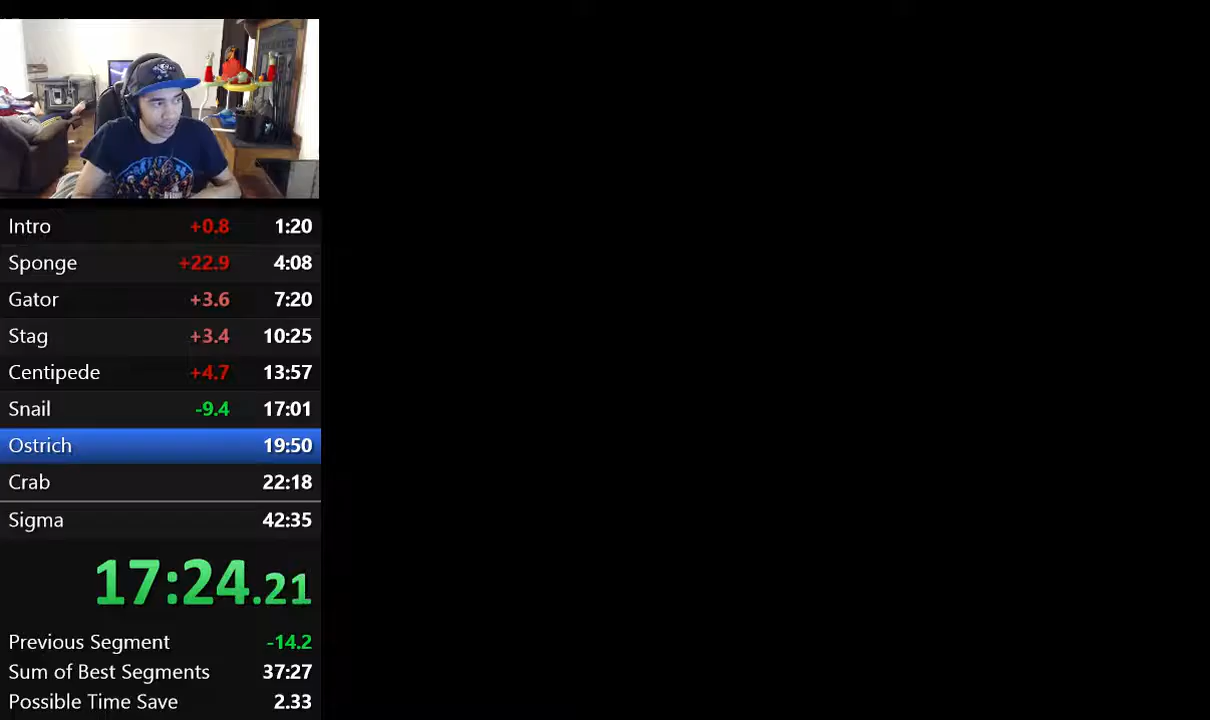 Intro +0.8 1:20
Sponge +22.9 4:08
Gator +3.6 7:20
Stag +3.4 10:25
Centipede +4.7 13:57
Snail -9.4 17:01
Ostrich 19:50
Crab 22:18
Sigma 42:35
17:24.21
Previous Segment -14.2
Sum of Best Segments 37:27
Possible Time Save 2.33